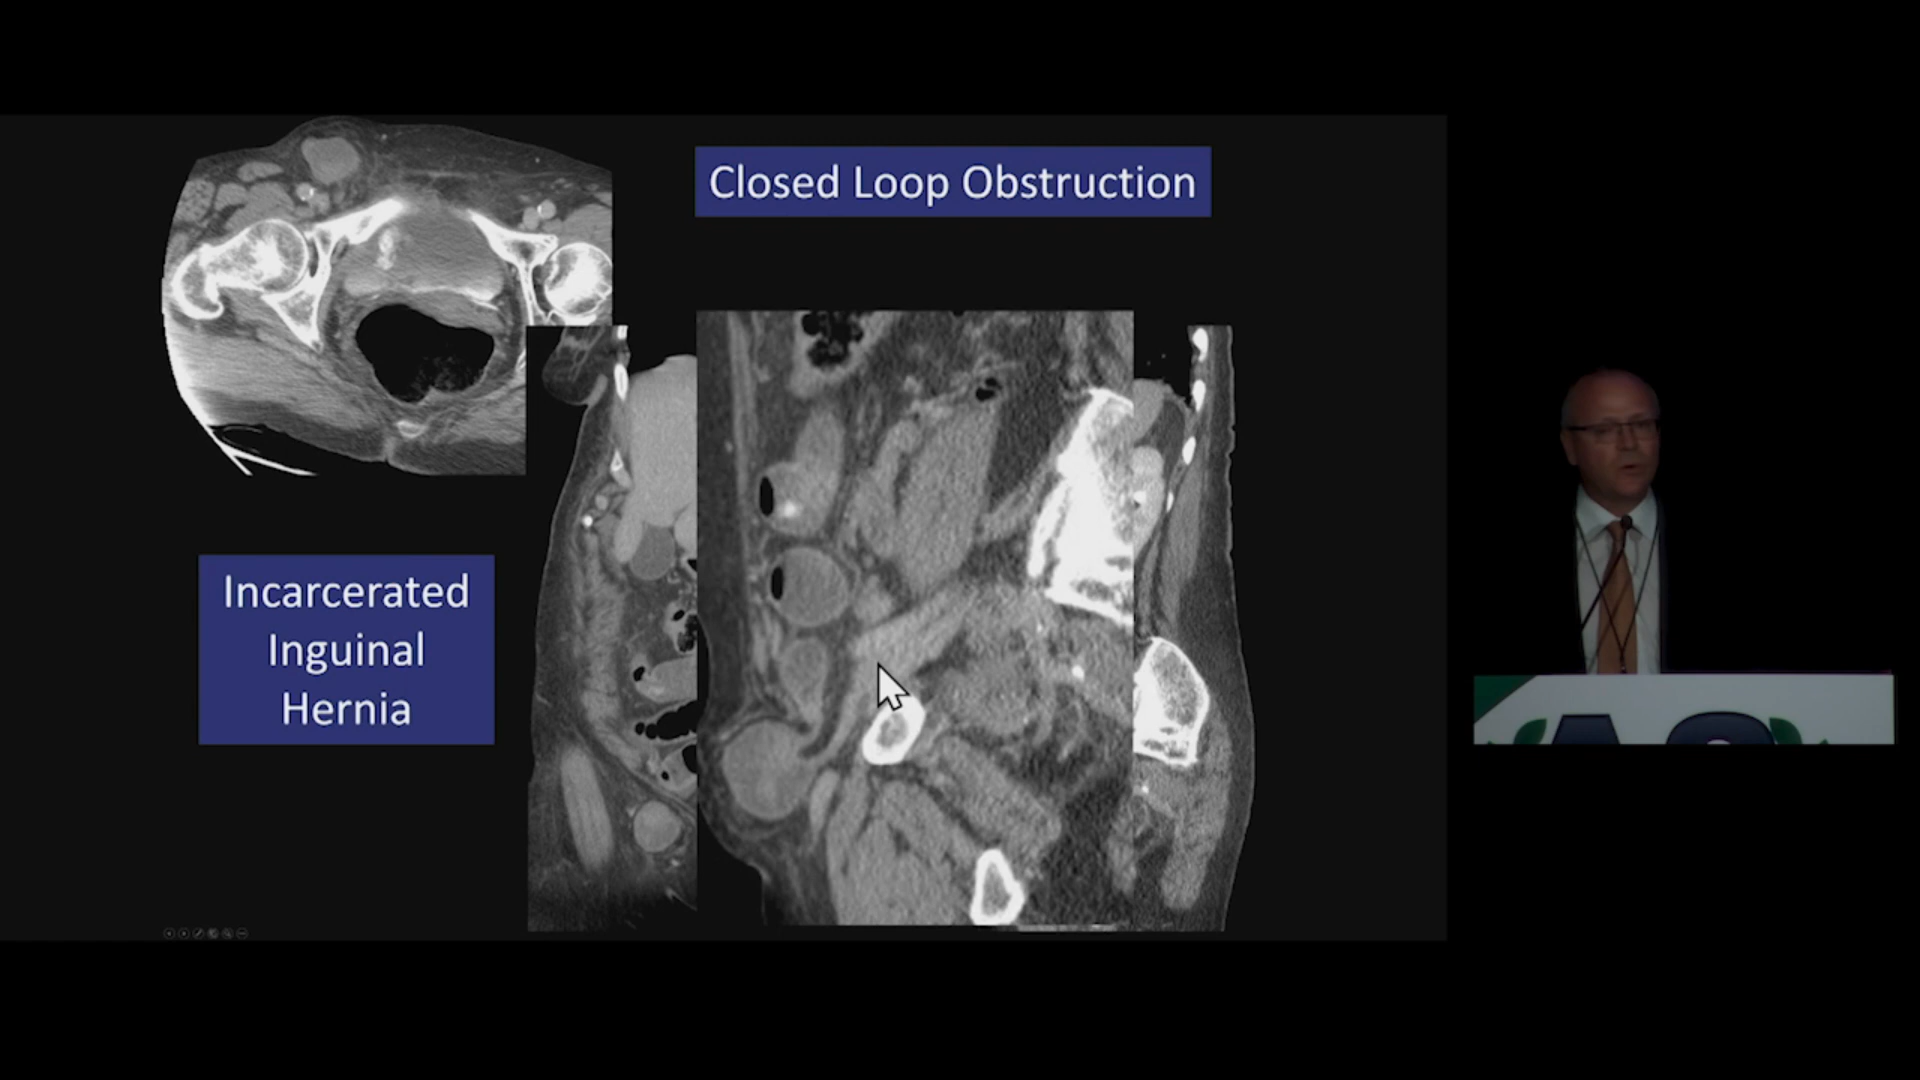 Closed Loop Obstruction
Incarcerated
Inguinal
Hernia